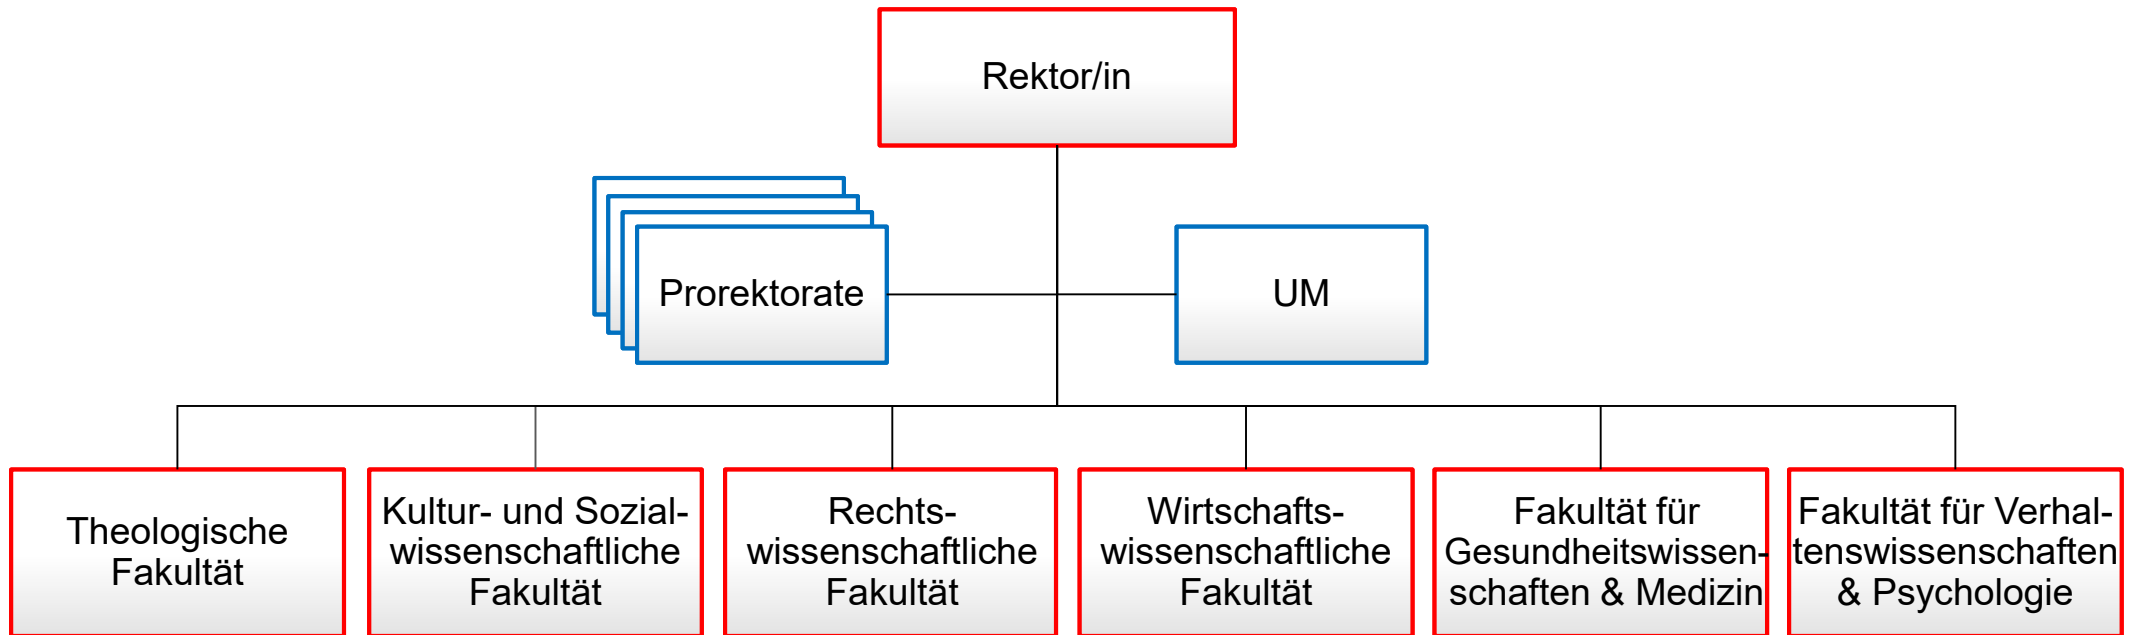 Rektor/in
Prorektorate
UM
Theologische
Fakultät
Kultur- und Sozial-
wissenschaftliche
Fakultät
Rechts-
wissenschaftliche
Fakultät
Wirtschafts-
wissenschaftliche
Fakultät
Fakultät für
Gesundheitswissen-
schaften & Medizin
Fakultät für Verhal-
tenswissenschaften
& Psychologie